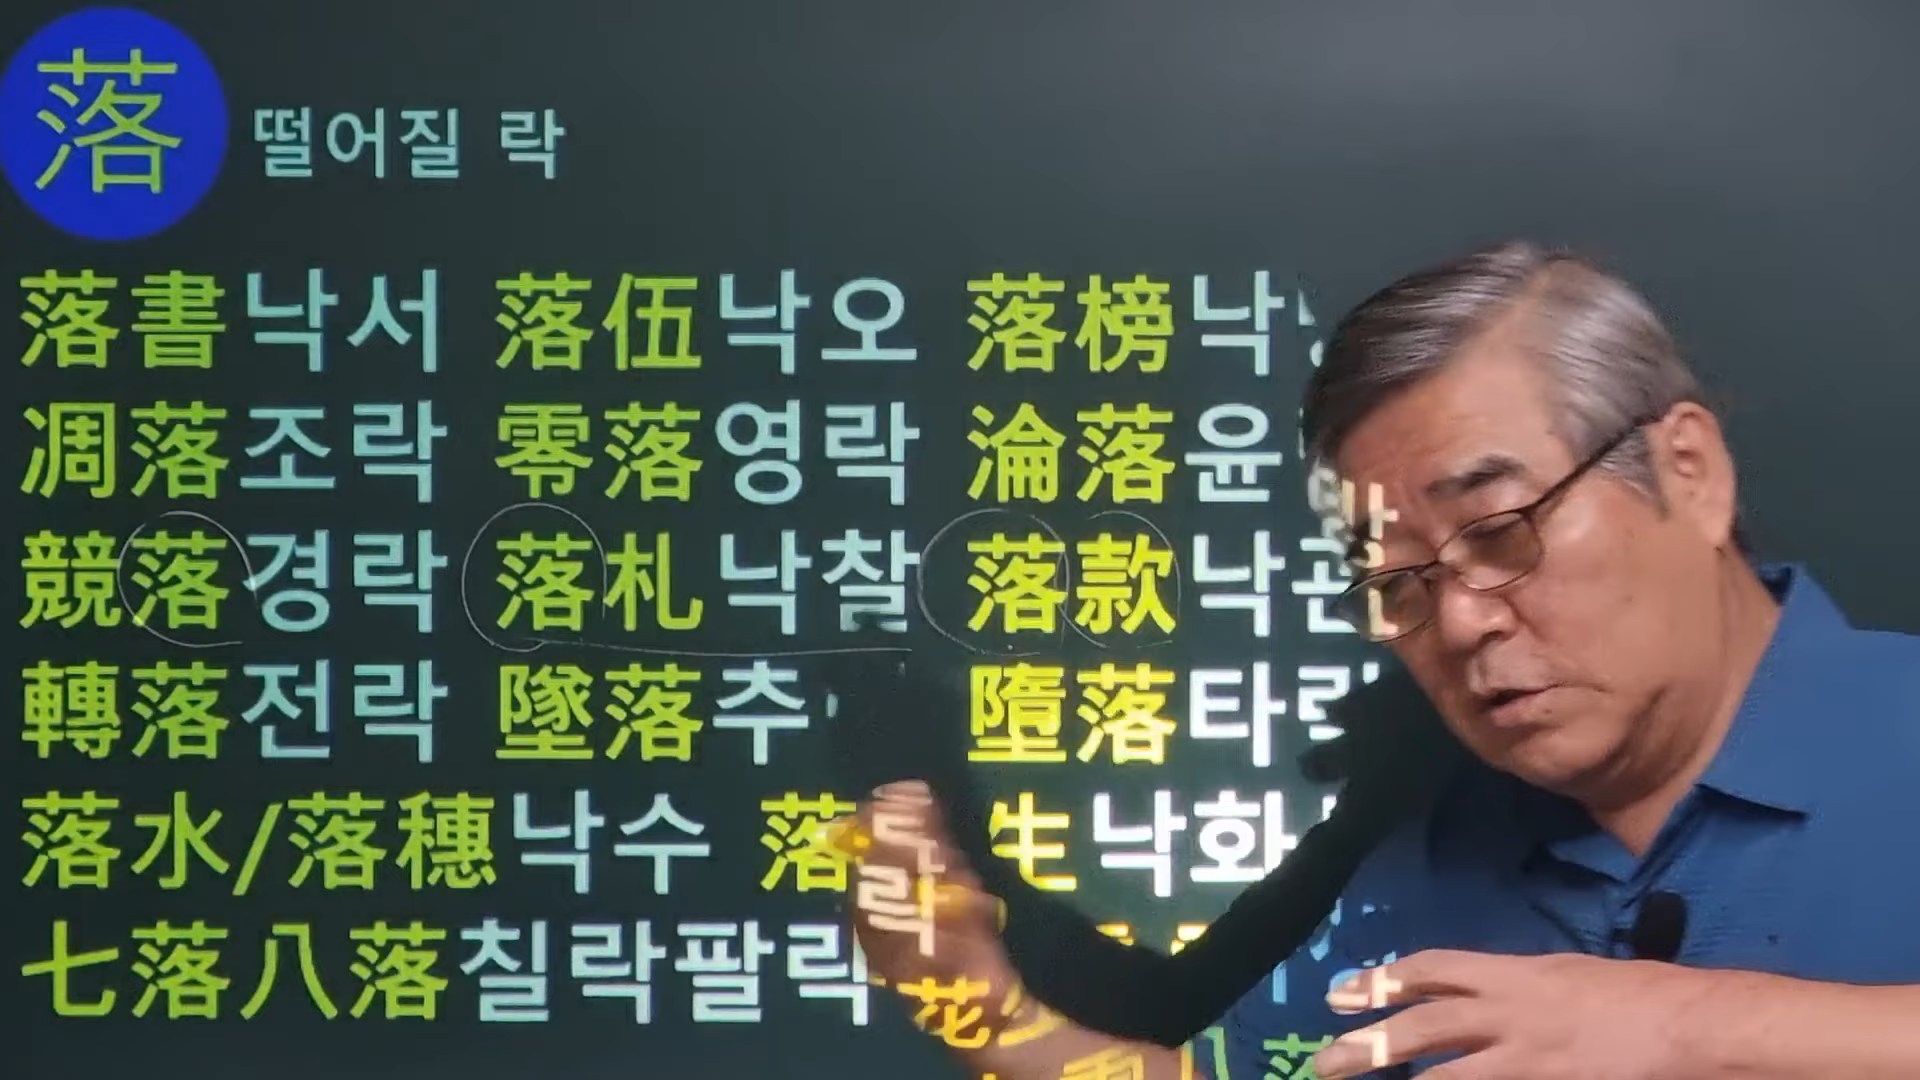 落 떨어질 락
落書낙서 落伍낙오 落榜낙
凋落조락 零落영락 淪落윤
競落경락 落札낙찰 落款낙관
轉落전락 墜落추 墮落타락
落水/落穗낙수 落 生낙화
七落八落칠락팔락